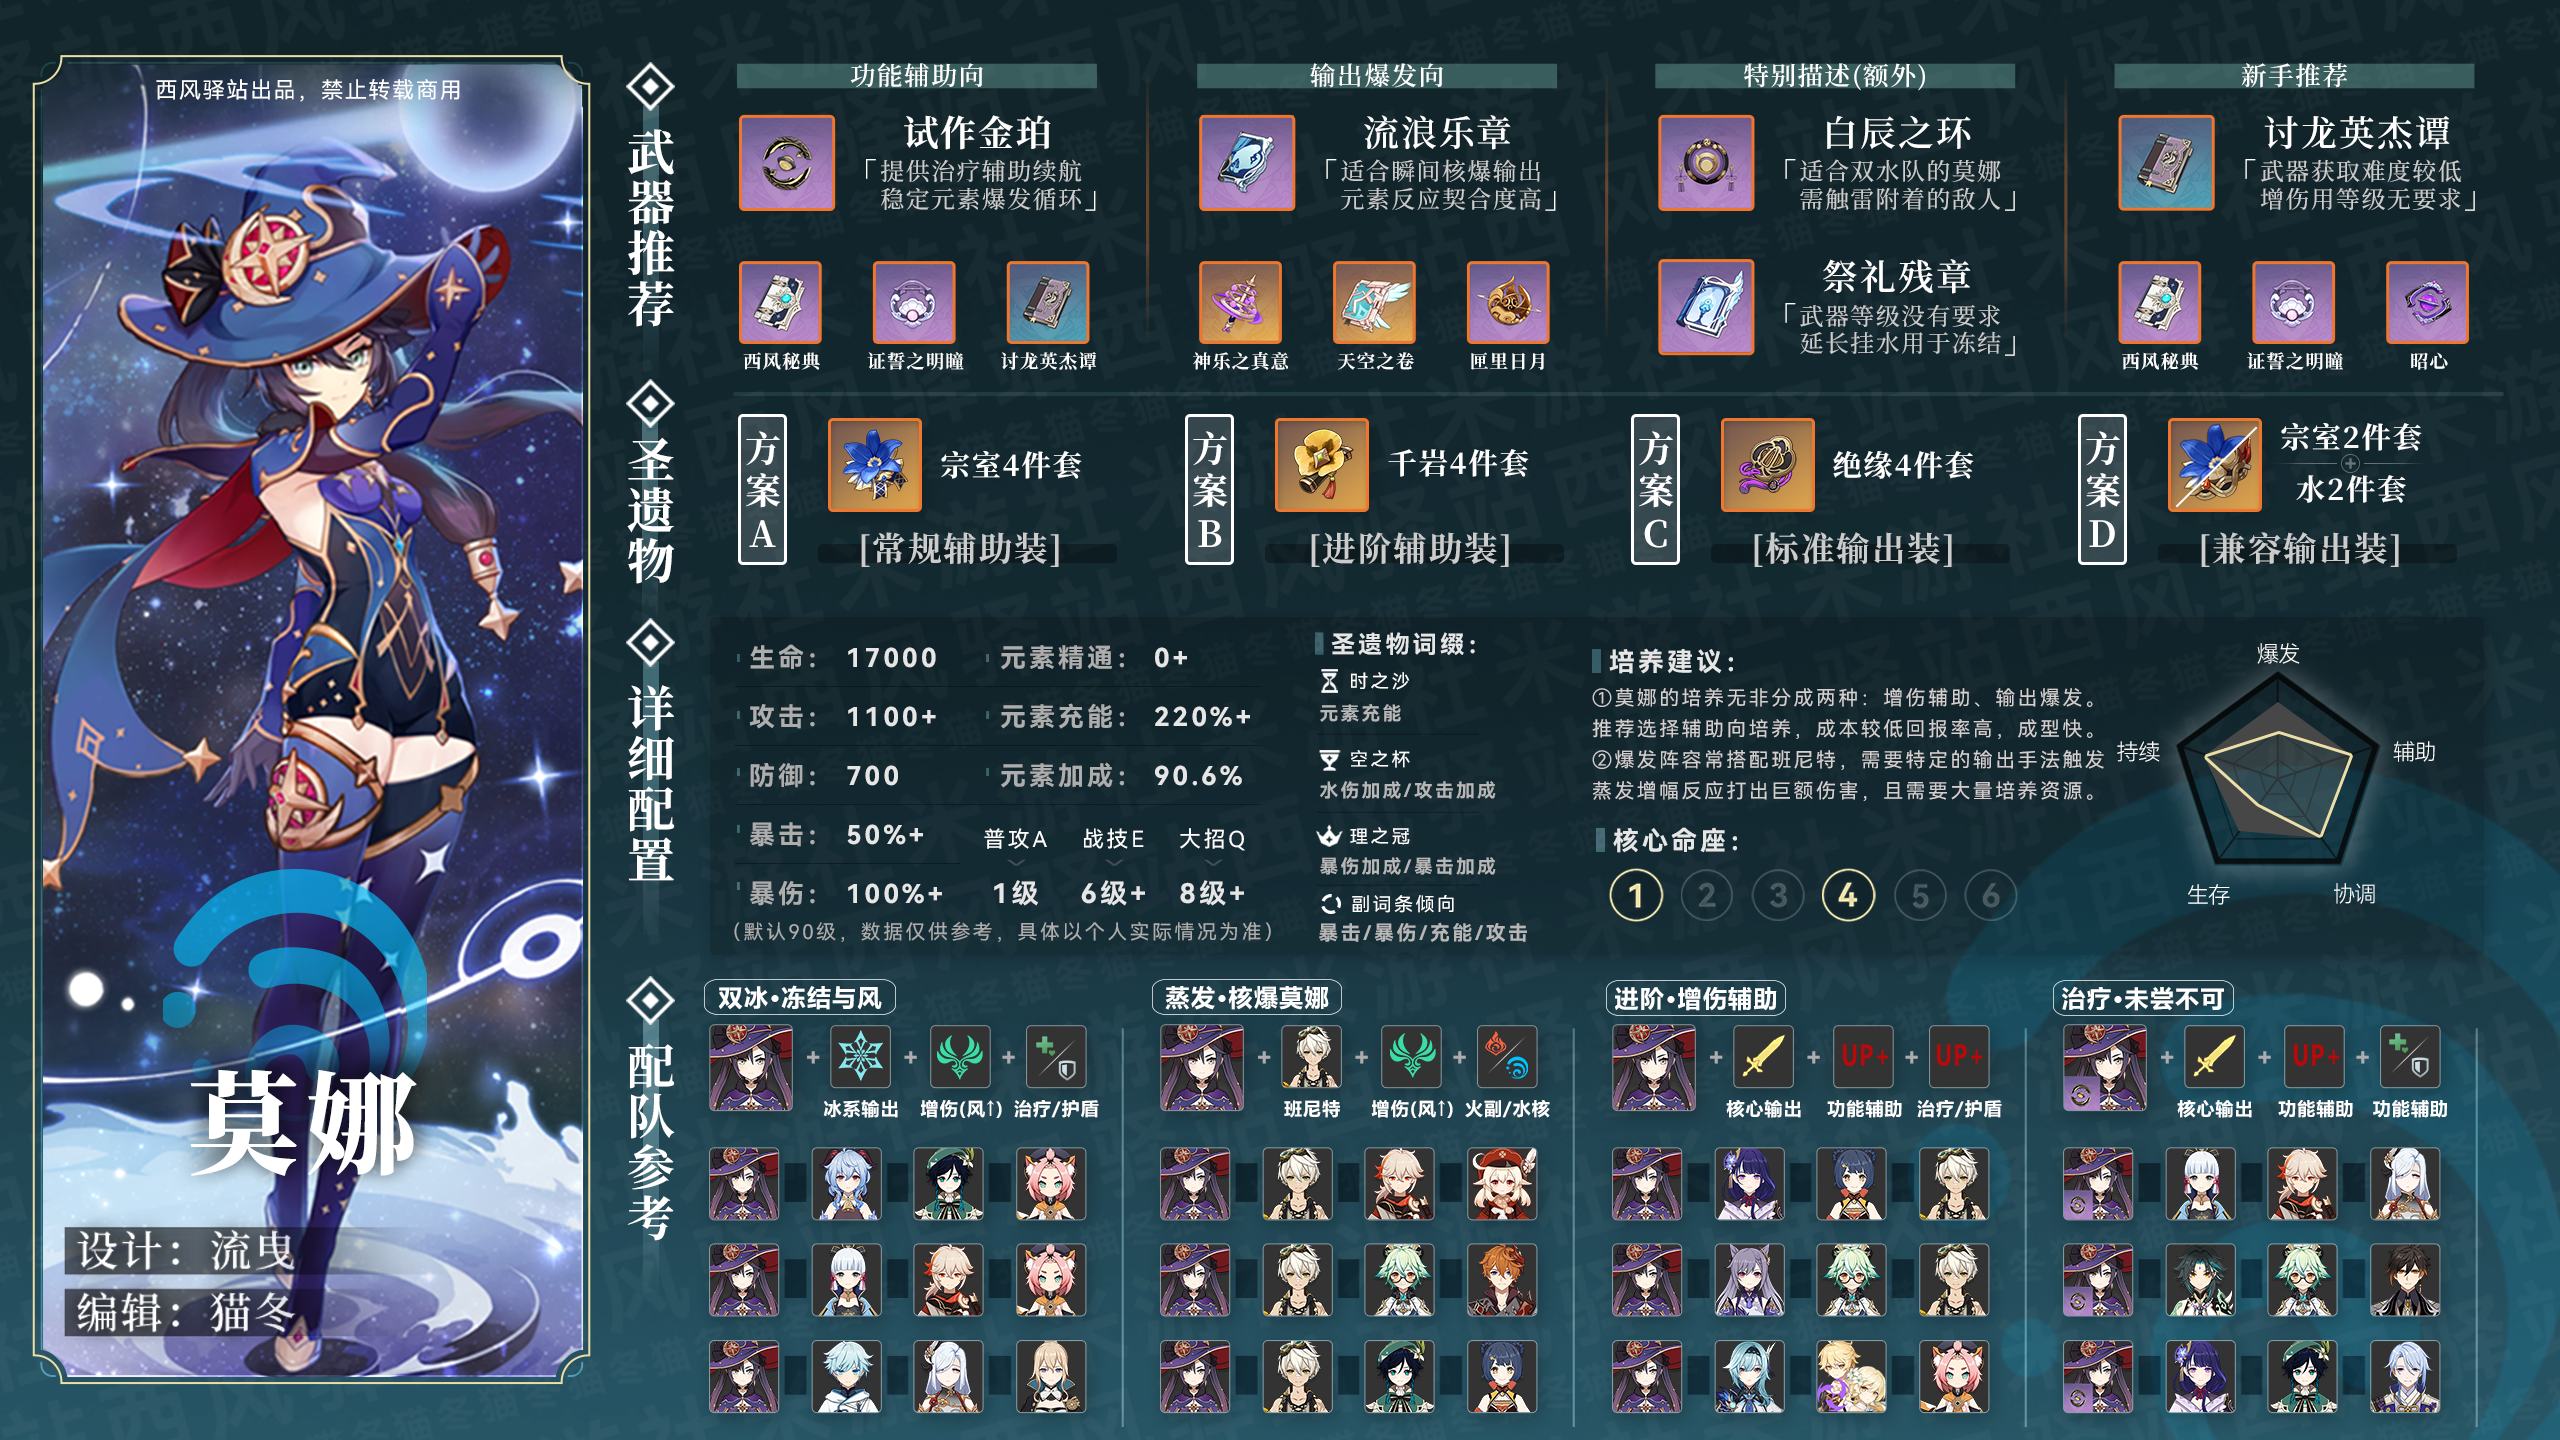 西风驿站出品，禁止转载商用
莫娜
设计：流曳
编辑：猫冬
武器推荐
功能辅助向
试作金珀
「提供治疗辅助续航
稳定元素爆发循环」
西风秘典
证誓之明瞳
讨龙英杰谭
输出爆发向
流浪乐章
「适合瞬间核爆输出
元素反应契合度高」
神乐之真意
天空之卷
匣里日月
特别描述(额外)
白辰之环
「适合双水队的莫娜
需触雷附着的敌人」
祭礼残章
「武器等级没有要求
延长挂水用于冻结」
新手推荐
讨龙英杰谭
「武器获取难度较低
增伤用等级无要求」
西风秘典
证誓之明瞳
昭心
圣遗物
方案A
宗室4件套
[常规辅助装]
方案B
千岩4件套
[进阶辅助装]
方案C
绝缘4件套
[标准输出装]
方案D
宗室2件套
水2件套
[兼容输出装]
详细配置
生命： 17000 元素精通： 0+
攻击： 1100+ 元素充能： 220%+
防御： 700 元素加成： 90.6%
暴击： 50%+ 普攻A 战技E 大招Q
暴伤： 100%+ 1级 6级+ 8级+
(默认90级，数据仅供参考，具体以个人实际情况为准)
圣遗物词缀：
时之沙
元素充能
空之杯
水伤加成/攻击加成
理之冠
暴伤加成/暴击加成
副词条倾向
暴击/暴伤/充能/攻击
培养建议：
①莫娜的培养无非分成两种：增伤辅助、输出爆发。
推荐选择辅助向培养，成本较低回报率高，成型快。
②爆发阵容常搭配班尼特，需要特定的输出手法触发
蒸发增幅反应打出巨额伤害，且需要大量培养资源。
核心命座：
1 2 3 4 5 6
爆发
持续
辅助
生存
协调
配队参考
双冰·冻结与风
+ + +
冰系输出 增伤(风↑) 治疗/护盾
蒸发·核爆莫娜
+ + +
班尼特 增伤(风↑) 火副/水核
进阶·增伤辅助
+ + UP+ + UP+
核心输出 功能辅助 治疗/护盾
治疗·未尝不可
+ + UP+ +
核心输出 功能辅助 功能辅助